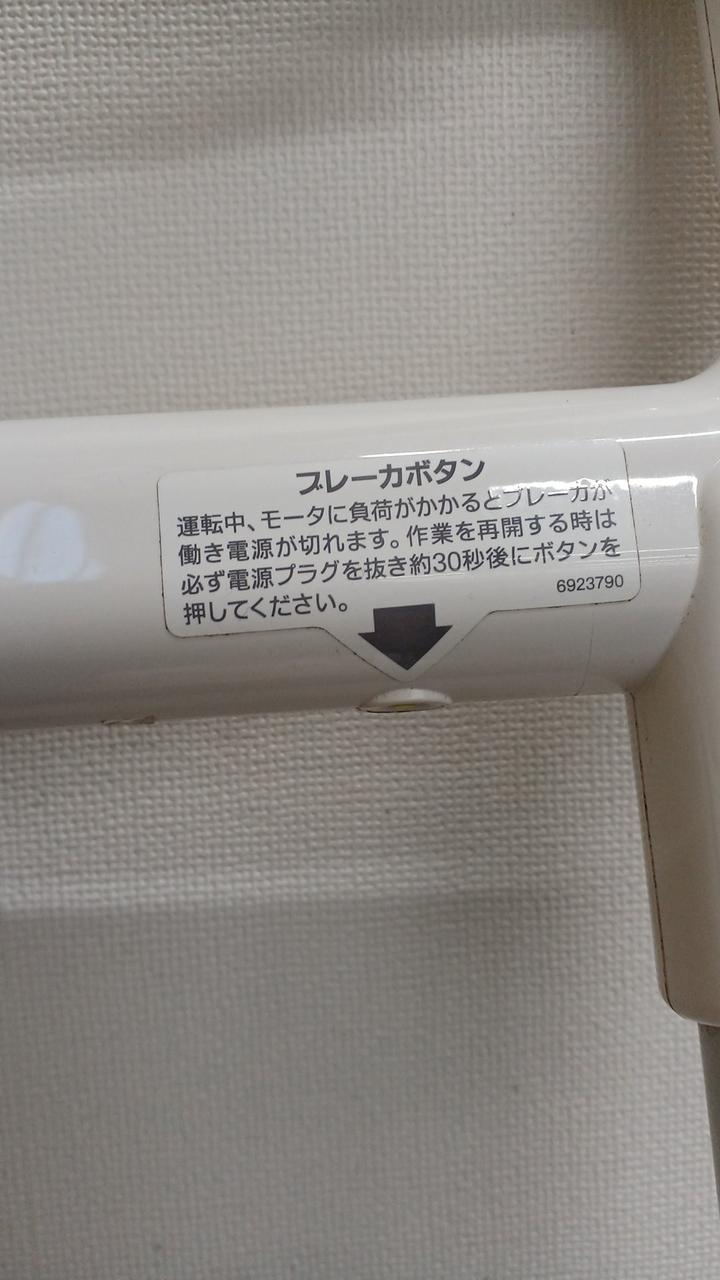 ブレーカボタン
運転中、モータに負荷がかかるとブレーカが
働き電源が切れます。作業を再開する時は
必ず電源プラグを抜き約30秒後にボタンを
押してください。
6923790